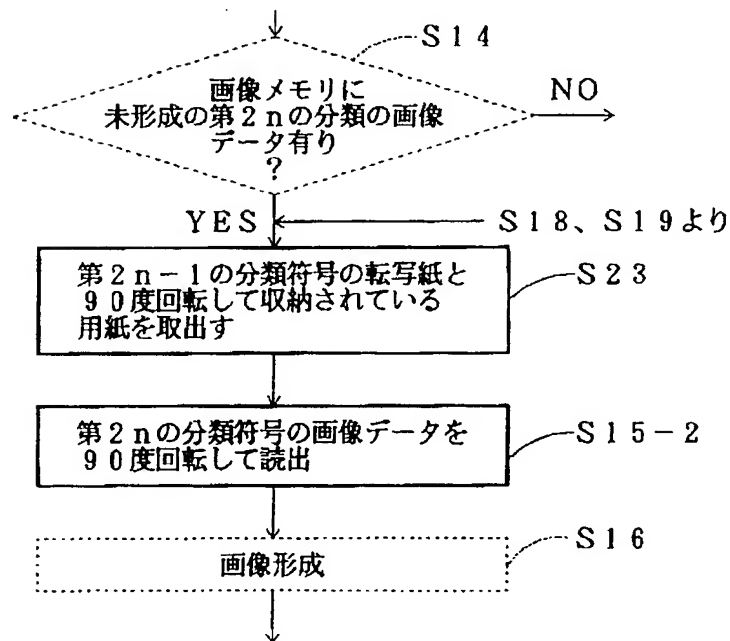 S14
画像メモリに
未形成の第2nの分類の画像
データ有り
?
NO
YES
S18、S19より
第2n-1の分類符号の転写紙と
90度回転して収納されている
用紙を取出す
S23
第2nの分類符号の画像データを
90度回転して読出
S15-2
画像形成
S16